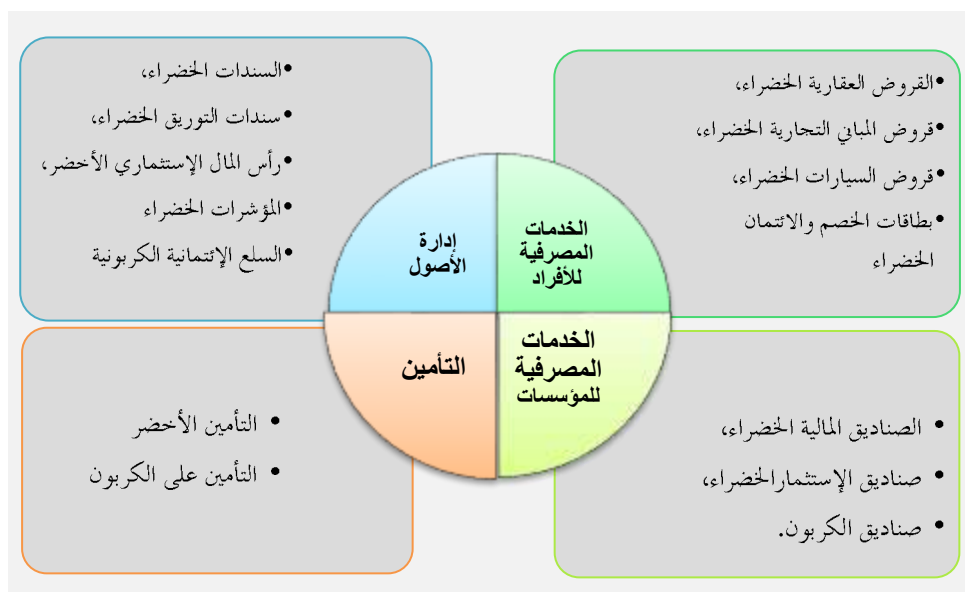 •القروض العقارية الخضراء،
•قروض المباني التجارية الخضراء،
•قروض السيارات الخضراء،
•بطاقات الخصم والائتمان
الخضراء
•السندات الخضراء،
•سندات التوريق الخضراء،
•رأس المال الإستثماري الأخضر،
•المؤشرات الخضراء
•السلع الإئتمانية الكربونية
الخدمات
المصرفية
للأفراد
إدارة
الأصول
الخدمات
المصرفية
للمؤسسات
التأمين
• الصناديق المالية الخضراء،
• صناديق الإستثمارالخضراء،
• صناديق الكربون.
• التأمين الأخضر
• التأمين على الكربون